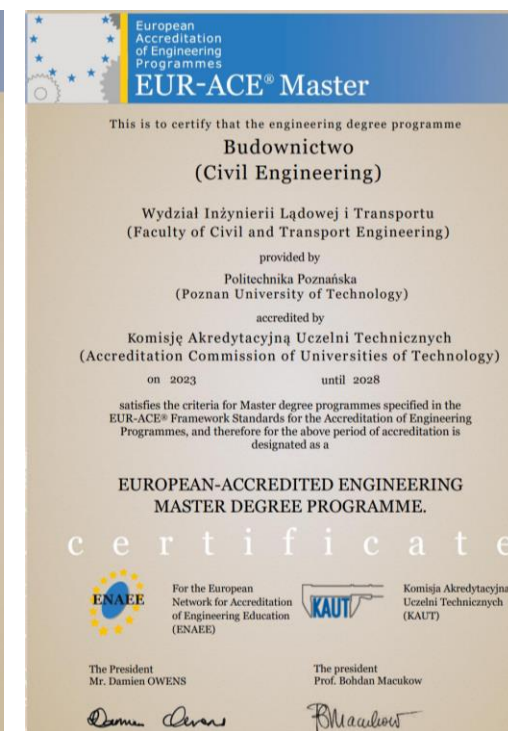 European
Accreditation
of Engineering
Programmes
EUR-ACE® Master
This is to certify that the engineering degree programme
Budownictwo
(Civil Engineering)
Wydział Inżynierii Lądowej i Transportu
(Faculty of Civil and Transport Engineering)
provided by
Politechnika Poznańska
(Poznan University of Technology)
accredited by
Komisję Akredytacyjną Uczelni Technicznych
(Accreditation Commission of Universities of Technology)
on 2023 until 2028
satisfies the criteria for Master degree programmes specified in the
EUR-ACE® Framework Standards for the Accreditation of Engineering
Programmes, and therefore for the above period of accreditation is
designated as a
EUROPEAN-ACCREDITED ENGINEERING
MASTER DEGREE PROGRAMME.
certificate
ENAEE
For the European
Network for Accreditation
of Engineering Education
(ENAEE)
KAUT
Komisja Akredytacyjna
Uczelni Technicznych
(KAUT)
The President
Mr. Damien OWENS
The president
Prof. Bohdan Macukow
Damien Owens
BMacukow